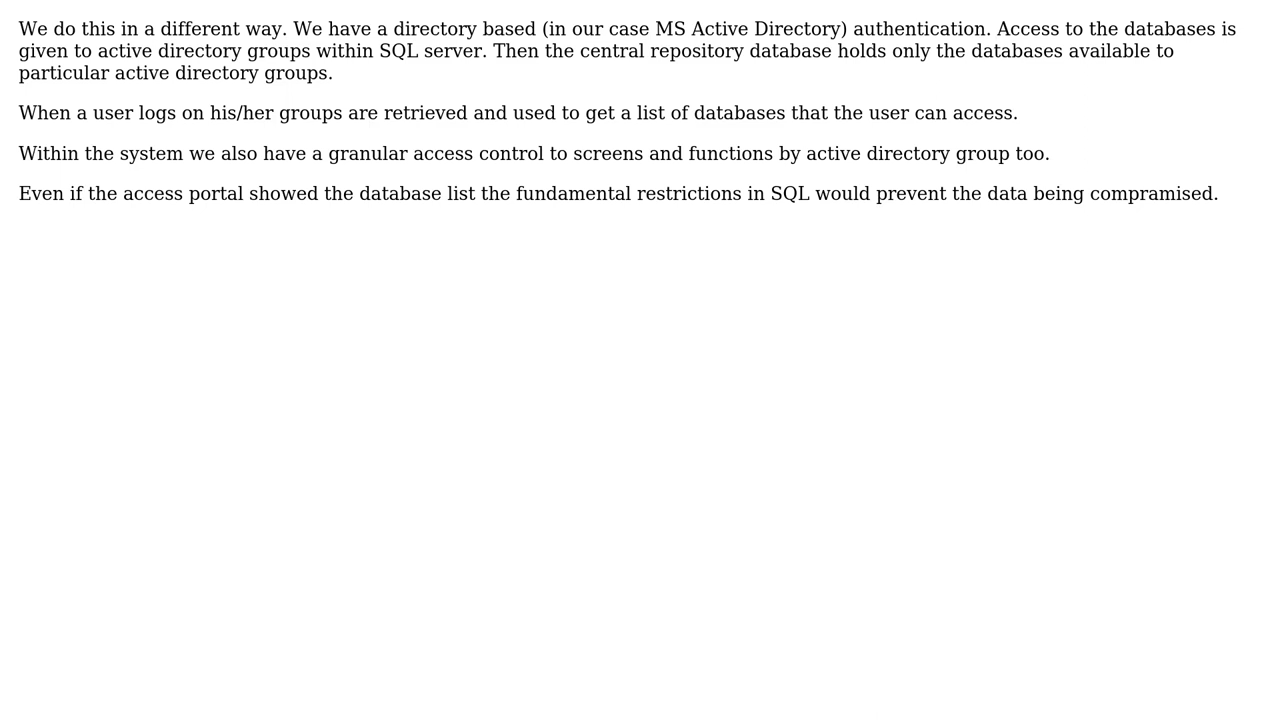 We do this in a different way. We have a directory based (in our case MS Active Directory) authentication. Access to the databases is
given to active directory groups within SQL server. Then the central repository database holds only the databases available to
particular active directory groups.
When a user logs on his/her groups are retrieved and used to get a list of databases that the user can access.
Within the system we also have a granular access control to screens and functions by active directory group too.
Even if the access portal showed the database list the fundamental restrictions in SQL would prevent the data being compromised.